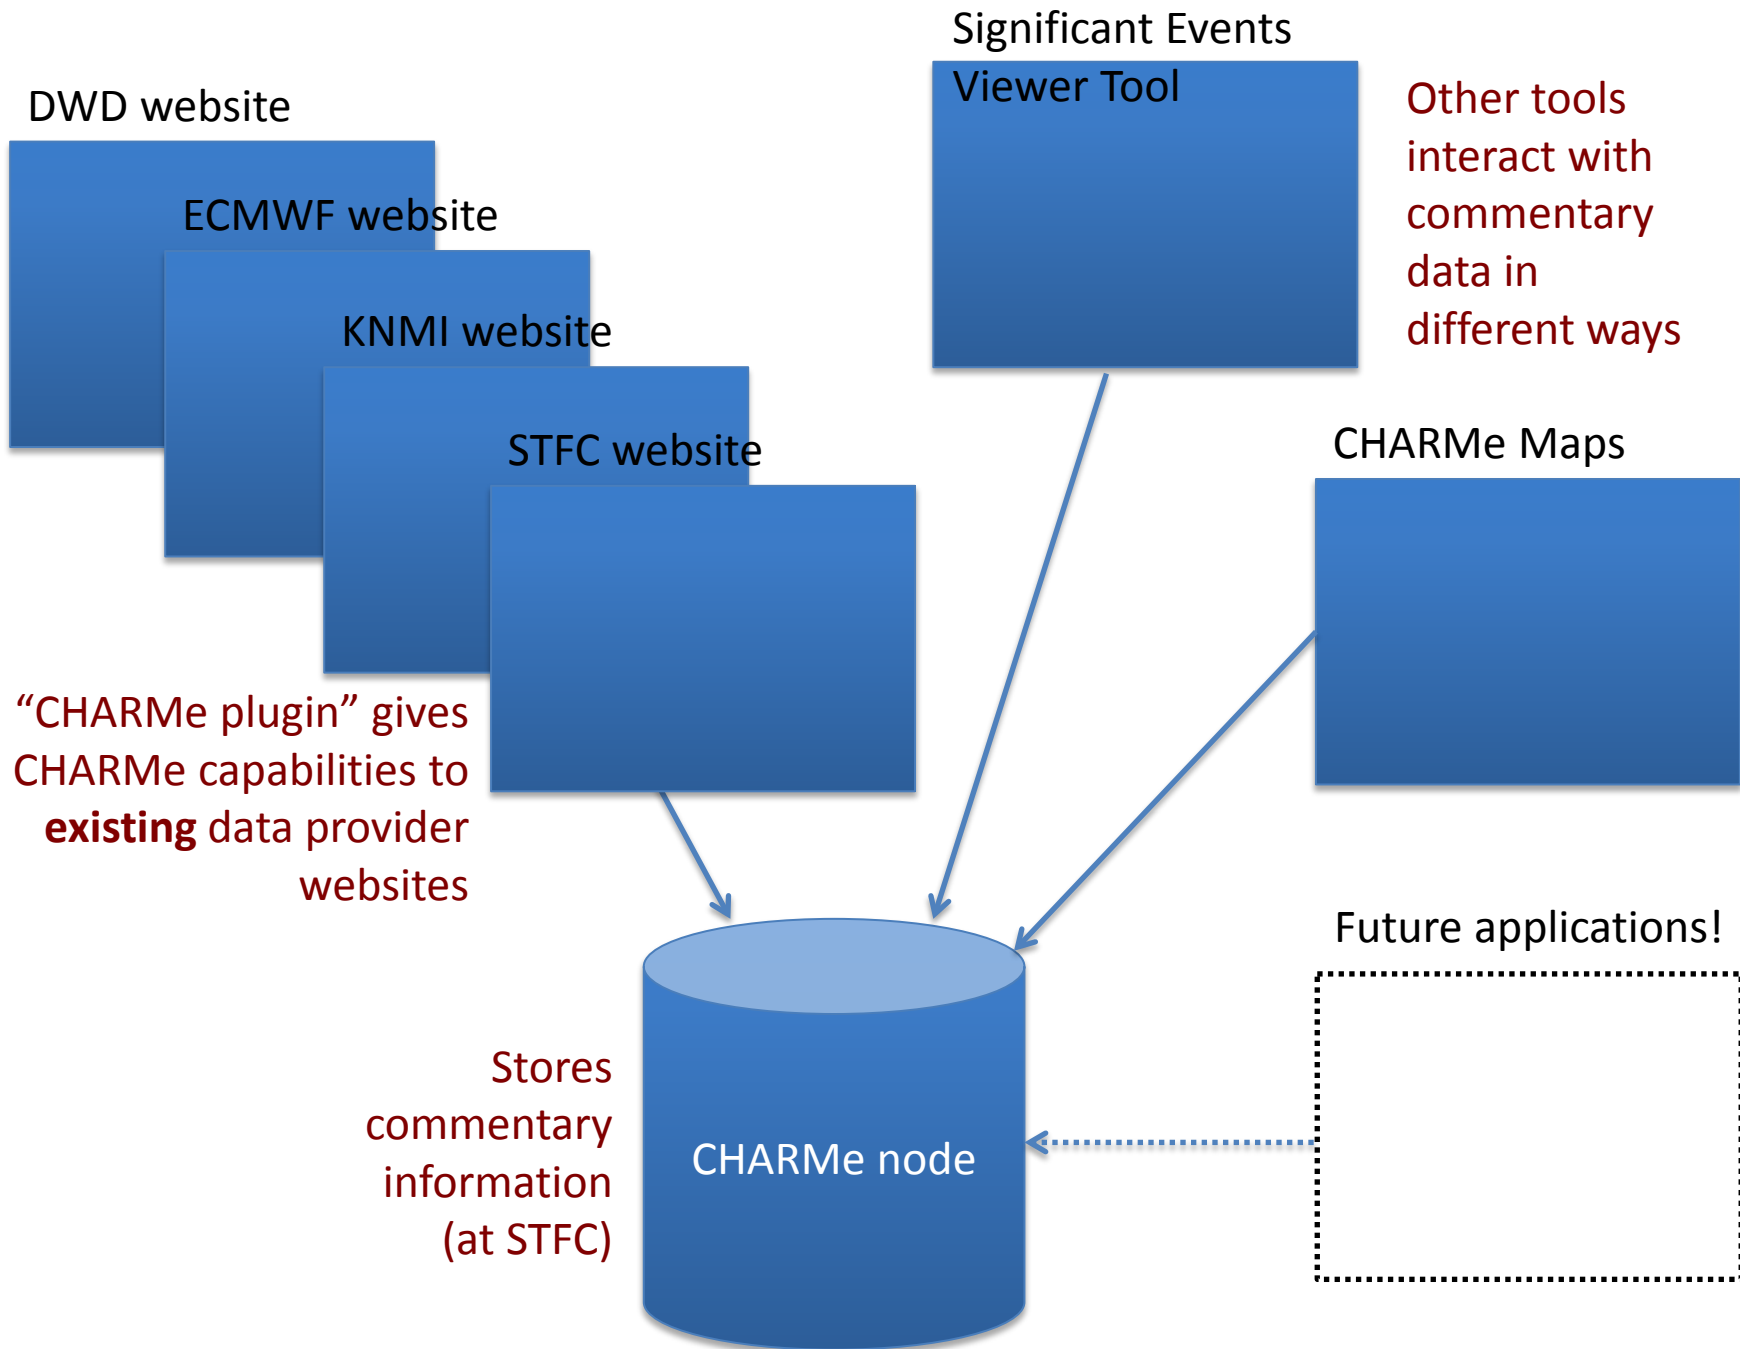 Significant Events
Viewer Tool
DWD website
ECMWF website
KNMI website
STFC website
Other tools
interact with
commentary
data in
different ways
CHARMe Maps
“CHARMe plugin” gives
CHARMe capabilities to
existing data provider
websites
Future applications!
Stores
commentary
information
(at STFC)
CHARMe node